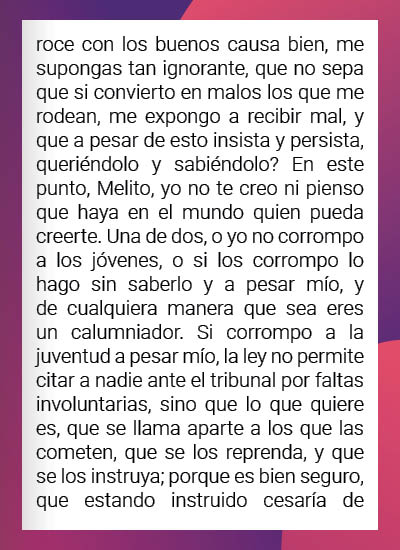 roce con los buenos causa bien, me
supongas tan ignorante, que no sepa
que si convierto en malos los que me
rodean, me expongo a recibir mal, y
que a pesar de esto insista y persista,
queriéndolo y sabiéndolo? En este
punto, Melito, yo no te creo ni pienso
que haya en el mundo quien pueda
creerte. Una de dos, o yo no corrompo
a los jóvenes, o si los corrompo lo
hago sin saberlo y a pesar mío, y
de cualquiera manera que sea eres
un calumniador. Si corrompo a la
juventud a pesar mío, la ley no permite
citar a nadie ante el tribunal por faltas
involuntarias, sino que lo que quiere
es, que se llama aparte a los que las
cometen, que se los reprenda, y que
se los instruya; porque es bien seguro,
que estando instruido cesaría de